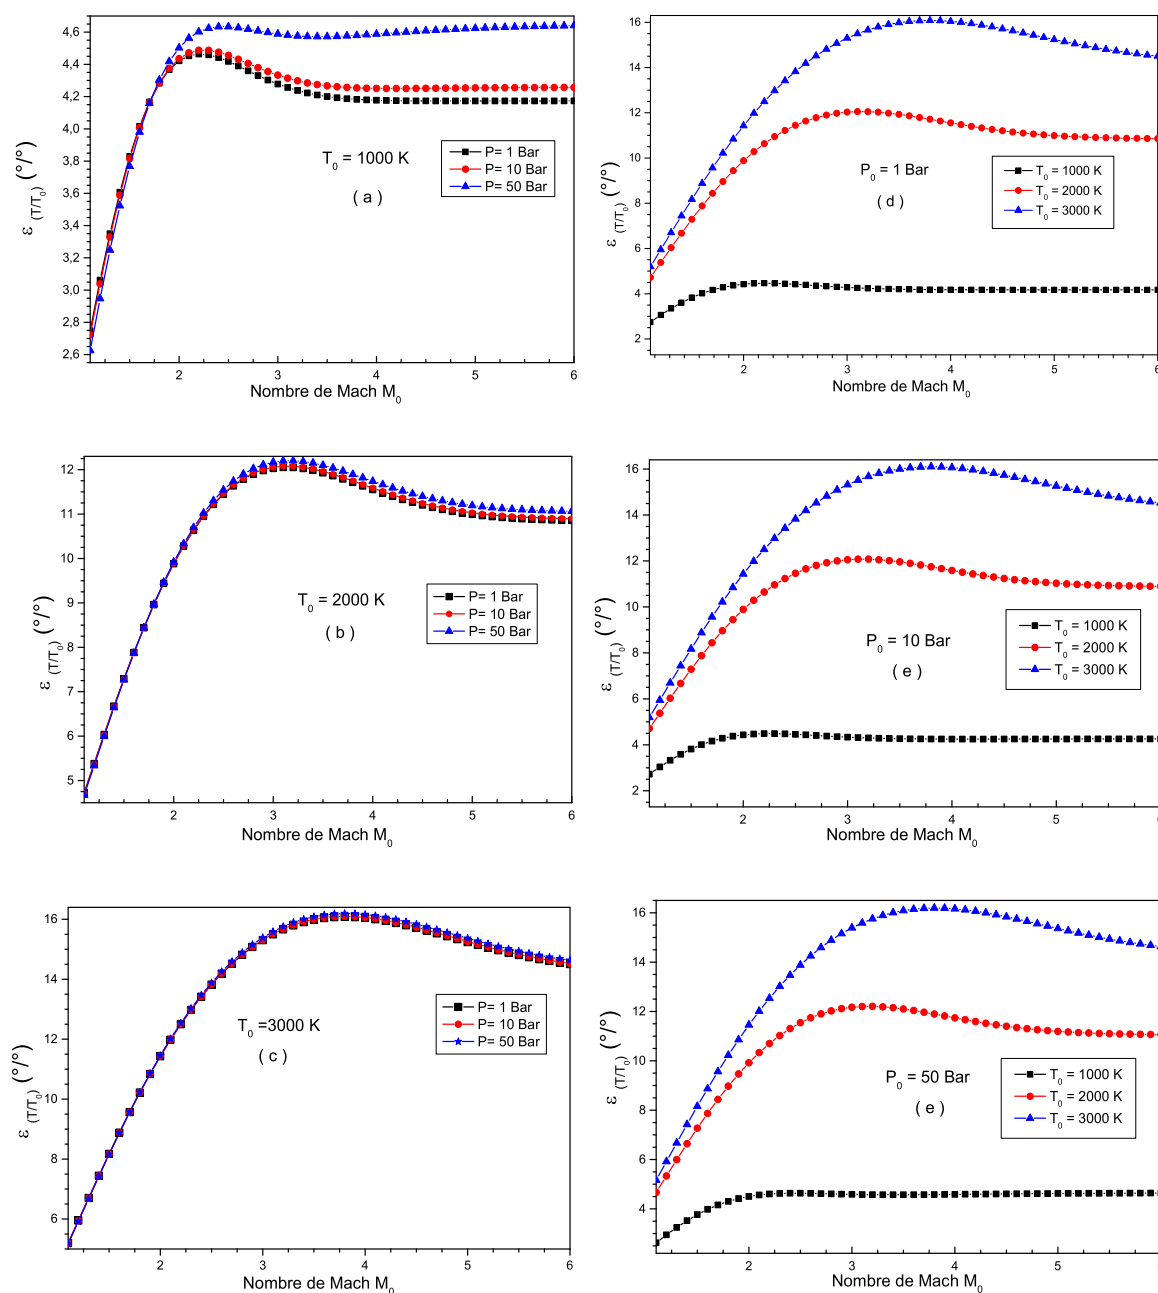 4,6
4,4
4,2
4,0
3,8
3,6
3,4
3,2
3,0
2,8
2,6
ε (T/T₀) (°/°)
T₀ = 1000 K
( a )
P= 1 Bar
P= 10 Bar
P= 50 Bar
2 3 4 5 6
Nombre de Mach M₀
16
14
12
10
8
6
4
2
ε (T/T₀) (°/°)
P₀ = 1 Bar
( d )
T₀ = 1000 K
T₀ = 2000 K
T₀ = 3000 K
2 3 4 5 6
Nombre de Mach M₀
12
11
10
9
8
7
6
5
ε (T/T₀) (°/°)
T₀ = 2000 K
( b )
P= 1 Bar
P= 10 Bar
P= 50 Bar
2 3 4 5 6
Nombre de Mach M₀
16
14
12
10
8
6
4
2
ε (T/T₀) (°/°)
P₀ = 10 Bar
( e )
T₀ = 1000 K
T₀ = 2000 K
T₀ = 3000 K
2 3 4 5 6
Nombre de Mach M₀
16
14
12
10
8
6
ε (T/T₀) (°/°)
T₀ =3000 K
( c )
P= 1 Bar
P= 10 Bar
P= 50 Bar
2 3 4 5 6
Nombre de Mach M₀
16
14
12
10
8
6
4
ε (T/T₀) (°/°)
P₀ = 50 Bar
( e )
T₀ = 1000 K
T₀ = 2000 K
T₀ = 3000 K
2 3 4 5 6
Nombre de Mach M₀